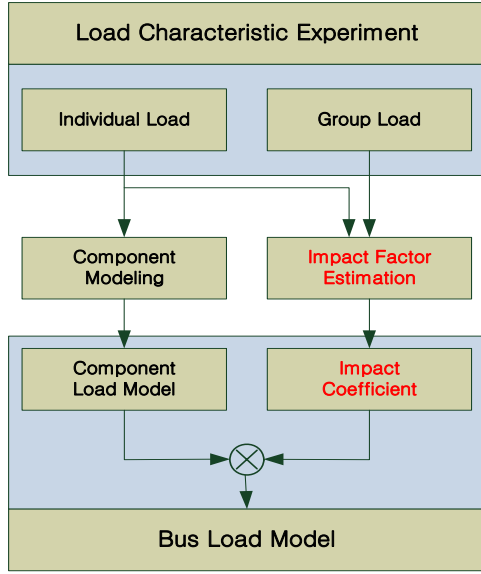 Load Characteristic Experiment
Individual Load
Group Load
Component
Modeling
Impact Factor
Estimation
Component
Load Model
Impact
Coefficient
Bus Load Model